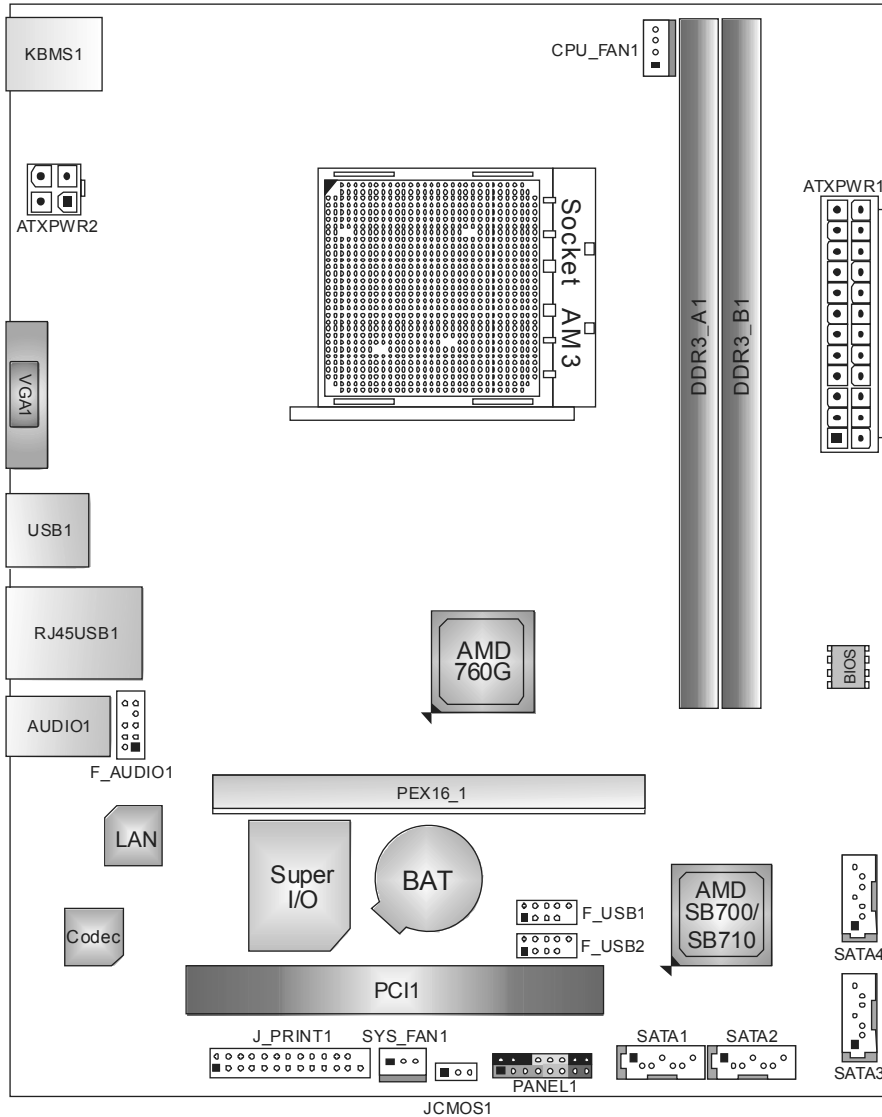 KBMS1
CPU_FAN1
ATXPWR2
Socket AM3
DDR3_A1
DDR3_B1
ATXPWR1
VGA1
USB1
RJ45USB1
AMD
760G
BIOS
AUDIO1
F_AUDIO1
PEX16_1
LAN
Super
I/O
BAT
AMD
SB700/
SB710
F_USB1
F_USB2
Codec
SATA4
PCI1
J_PRINT1
SYS_FAN1
PANEL1
SATA1
SATA2
SATA3
JCMOS1